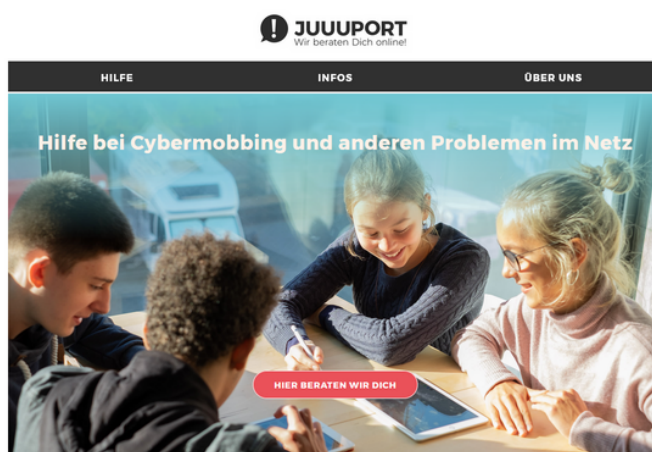 JUUUPORT
Wir beraten Dich online!
HILFE INFOS ÜBER UNS
Hilfe bei Cybermobbing und anderen Problemen im Netz
HIER BERATEN WIR DICH